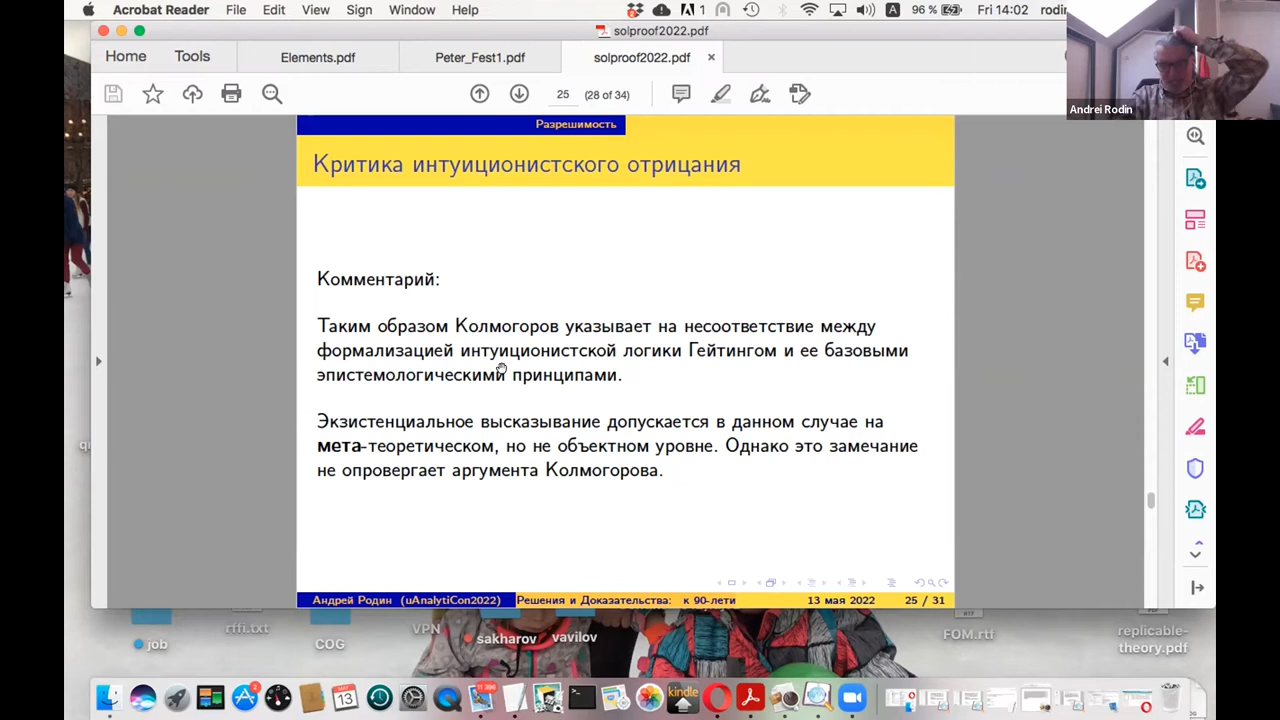 Acrobat Reader File Edit View Sign Window Help
1 A 96 % Fri 14:02
solproof2022.pdf
Home Tools Elements.pdf Peter_Fest1.pdf solproof2022.pdf ×
25 (28 of 34)
Andrei Rodin
Разрешимость
Критика интуиционистского отрицания
Комментарий:
Таким образом Колмогоров указывает на несоответствие между
формализацией интуиционистской логики Гейтингом и ее базовыми
эпистемологическими принципами.
Экзистенциальное высказывание допускается в данном случае на
мета-теоретическом, но не объектном уровне. Однако это замечание
не опровергает аргумента Колмогорова.
Андрей Родин (uAnalytiCon2022) Решения и Доказательства: к 90-лети 13 мая 2022 25 / 31
job
rffi.txt
COG
VPN
sakharov
vavilov
FOM.rtf
replicable-
theory.pdf
kindle